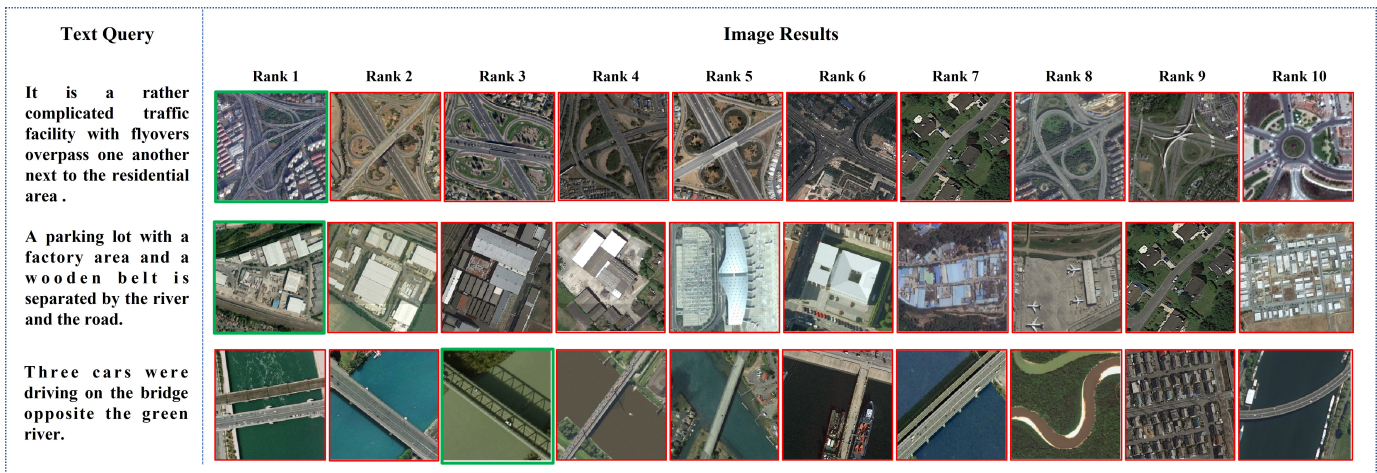 Text Query
Image Results
Rank 1 Rank 2 Rank 3 Rank 4 Rank 5 Rank 6 Rank 7 Rank 8 Rank 9 Rank 10
It is a rather
complicated traffic
facility with flyovers
overpass one another
next to the residential
area .
A parking lot with a
factory area and a
wooden belt is
separated by the river
and the road.
Three cars were
driving on the bridge
opposite the green
river.